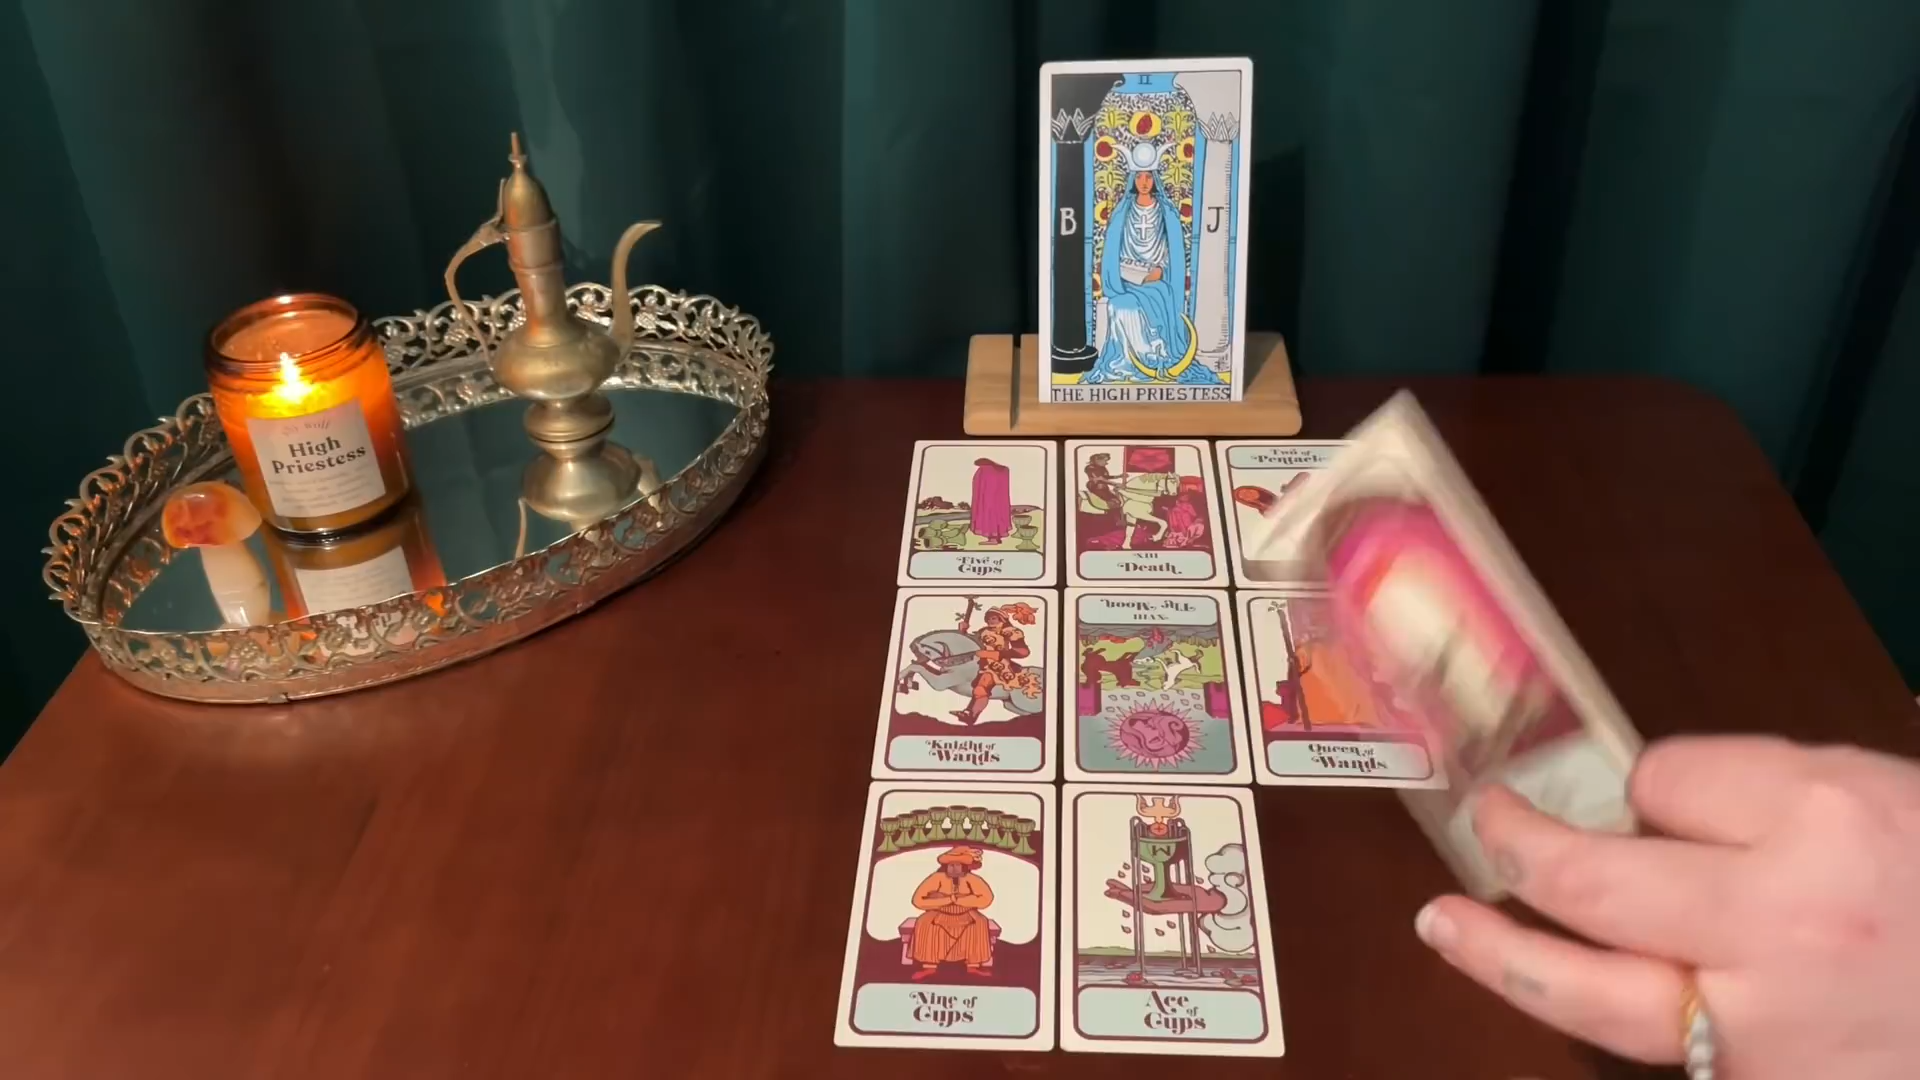 II
B
J
THE HIGH PRIESTESS
High
Priestess
Five of
Cups
XIII
Death
Two of
Knight of
Wands
The Moon
XVIII
Queen of
Wands
Nine of
Cups
Ace
of
Cups